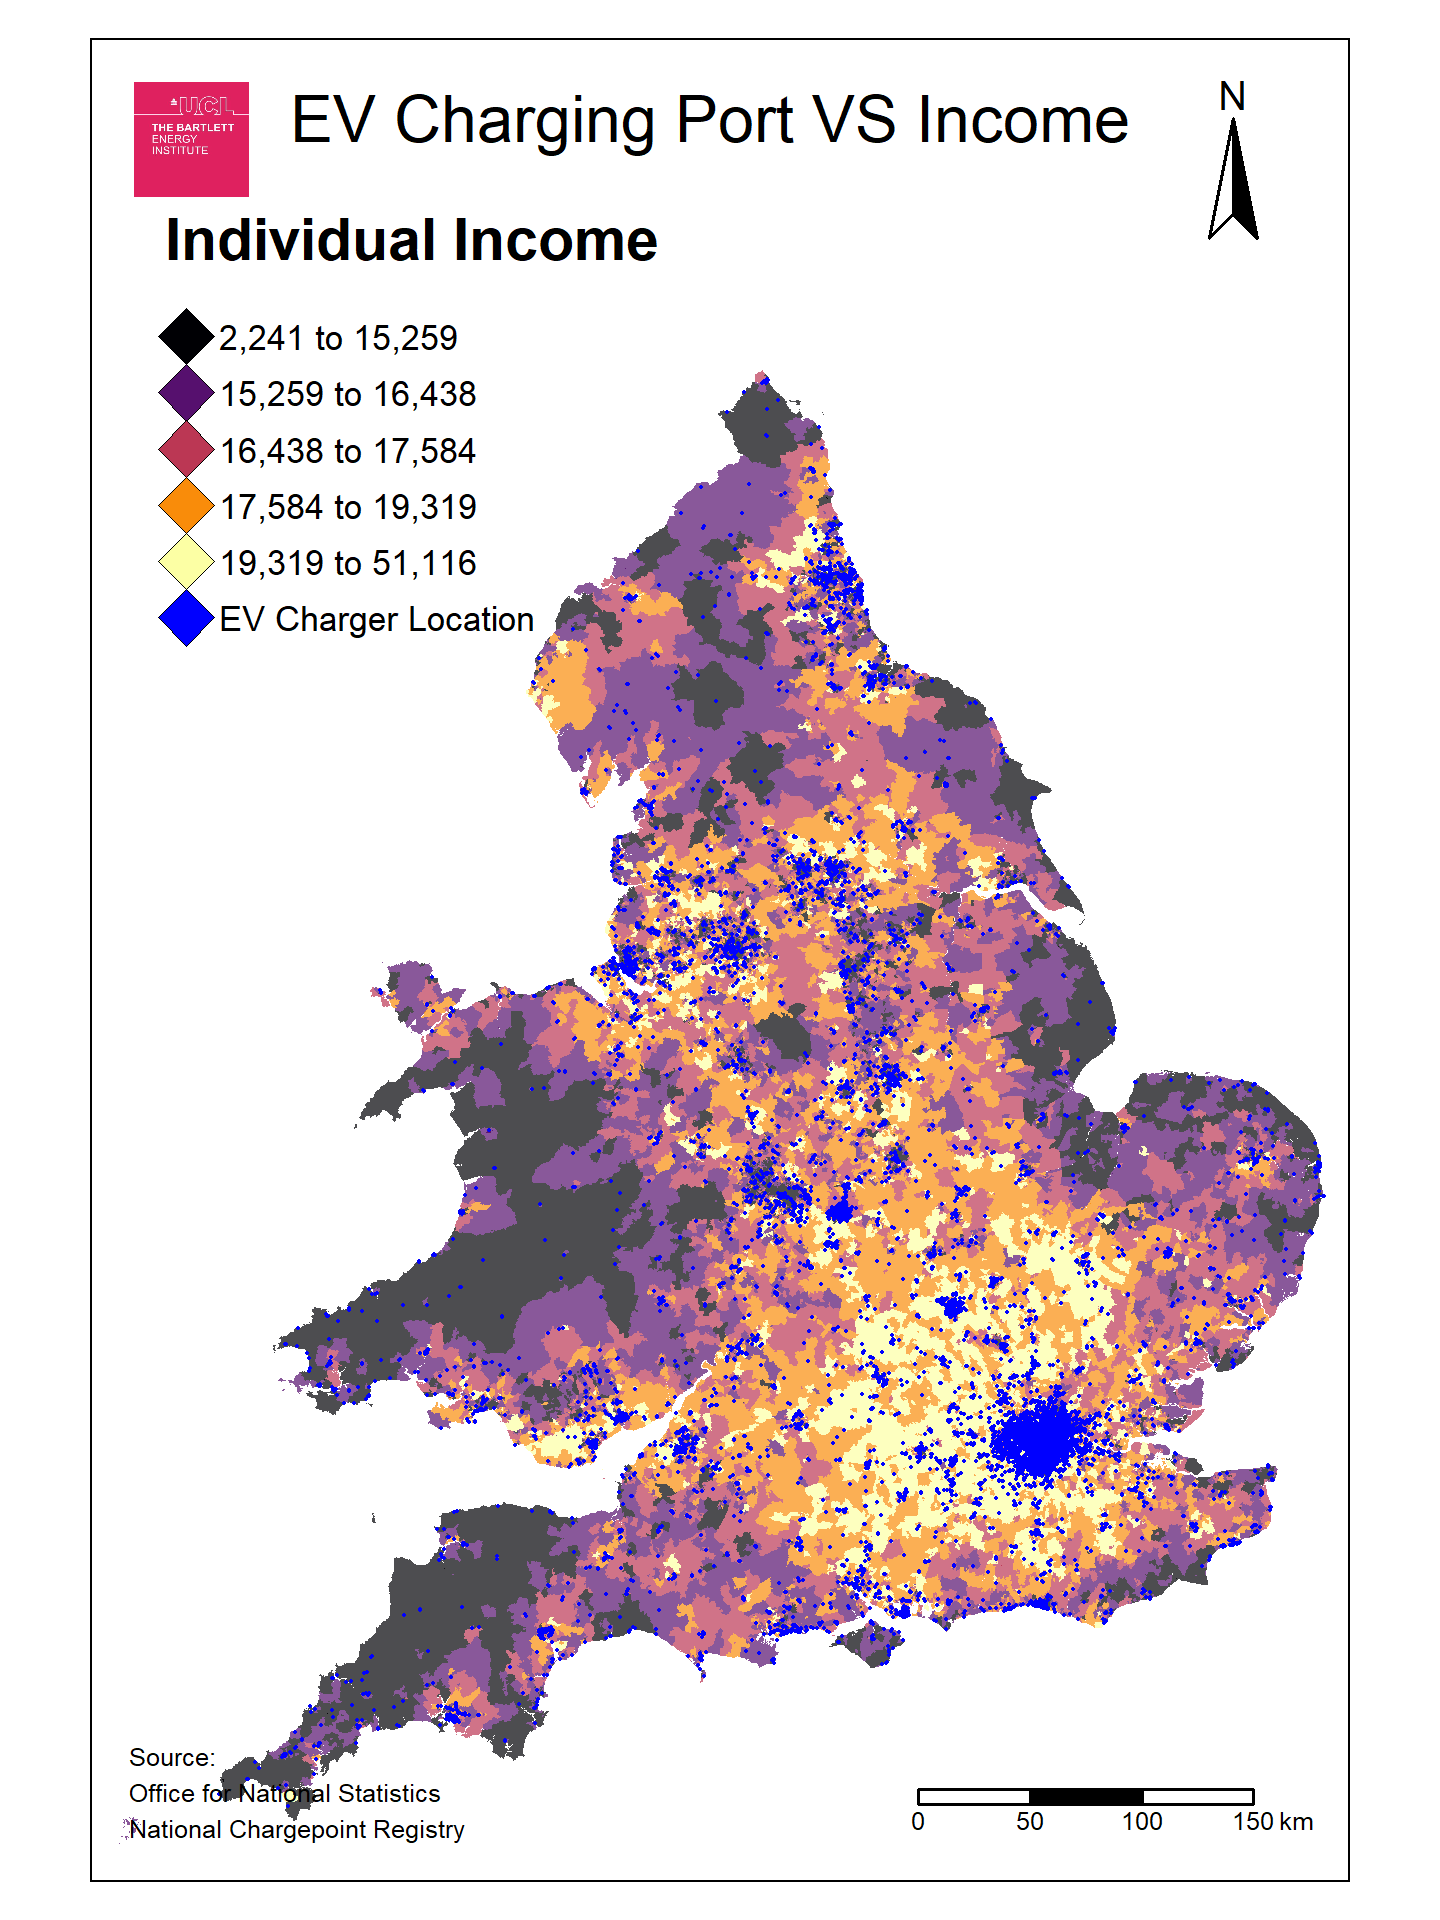 UCL
THE BARTLETT
ENERGY
INSTITUTE
EV Charging Port VS Income
N
Individual Income
2,241 to 15,259
15,259 to 16,438
16,438 to 17,584
17,584 to 19,319
19,319 to 51,116
EV Charger Location
Source:
Office for National Statistics
National Chargepoint Registry
0 50 100 150 km